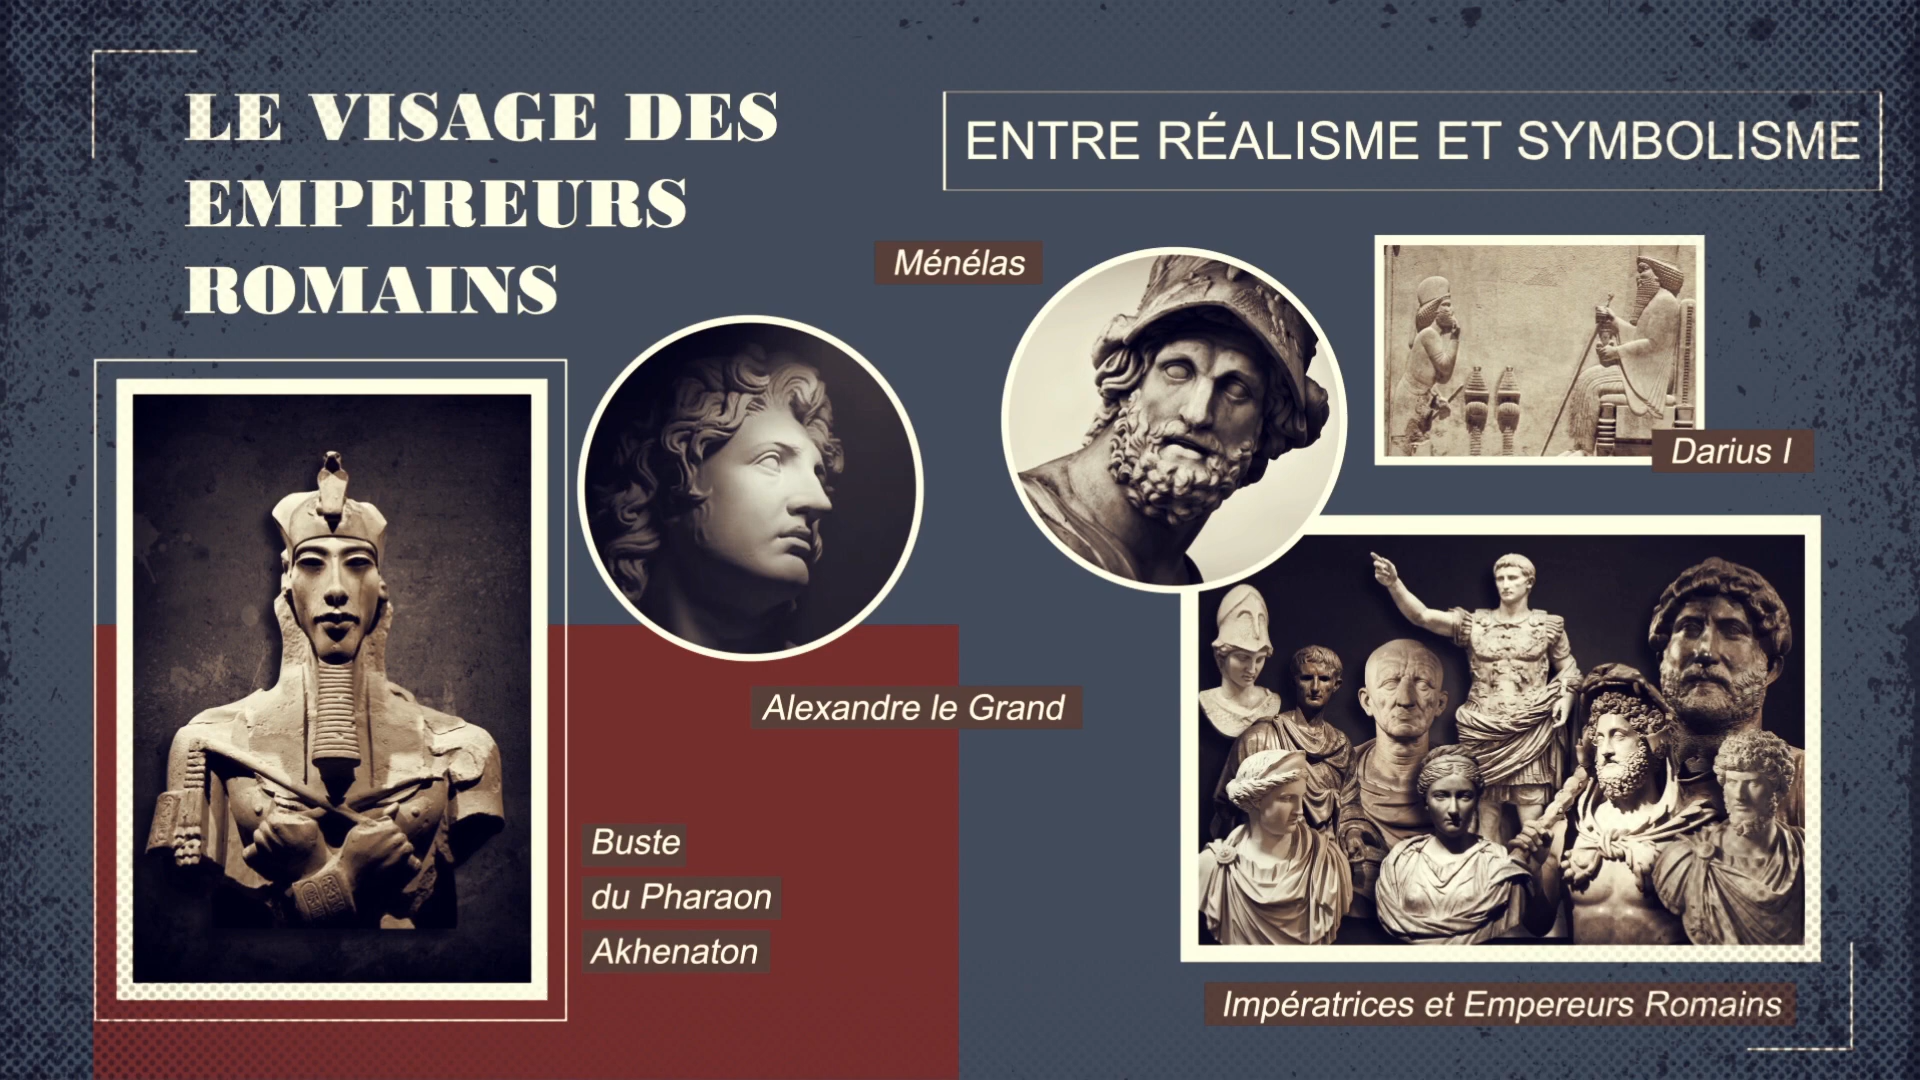 LE VISAGE DES
EMPEREURS
ROMAINS
ENTRE RÉALISME ET SYMBOLISME
Ménélas
Darius I
Alexandre le Grand
Buste
du Pharaon
Akhenaton
Impératrices et Empereurs Romains